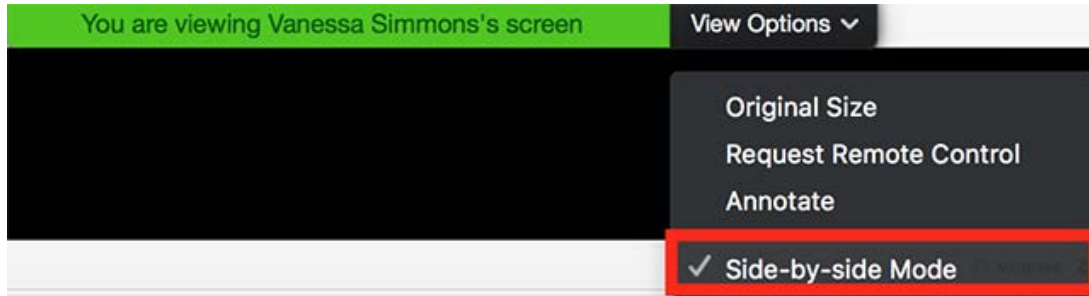 You are viewing Vanessa Simmons's screen View Options
Original Size
Request Remote Control
Annotate
Side-by-side Mode